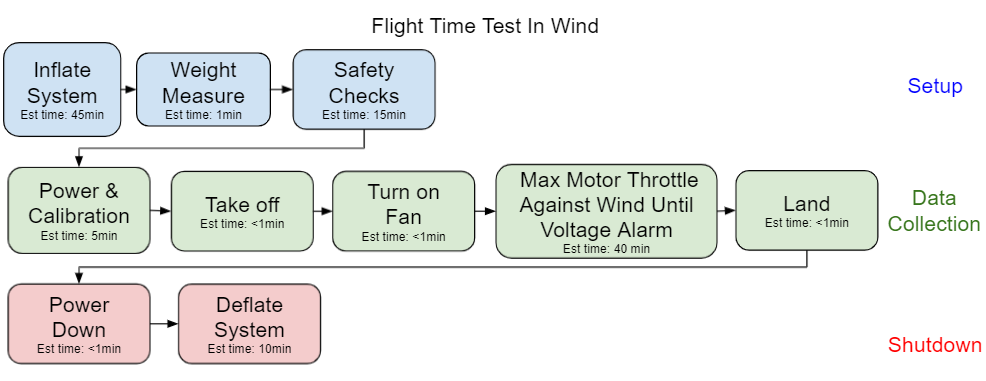 Flight Time Test In Wind
Inflate
System
Est time: 45min
Weight
Measure
Est time: 1min
Safety
Checks
Est time: 15min
Setup
Power &
Calibration
Est time: 5min
Take off
Est time: <1min
Turn on
Fan
Est time: <1min
Max Motor Throttle
Against Wind Until
Voltage Alarm
Est time: 40 min
Land
Est time: <1min
Data
Collection
Power
Down
Est time: <1min
Deflate
System
Est time: 10min
Shutdown